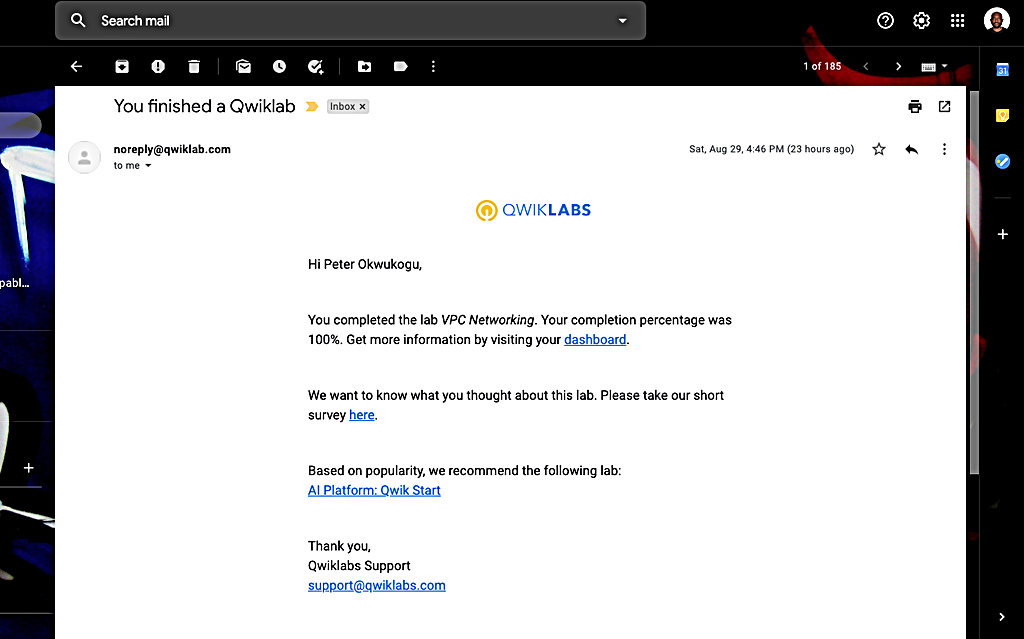 Search mail
1 of 185
31
You finished a Qwiklab
Inbox x
noreply@qwiklab.com
Sat, Aug 29, 4:46 PM (23 hours ago)
to me
QWIKLABS
Hi Peter Okwukogu,
pabl...
You completed the lab VPC Networking. Your completion percentage was
100%. Get more information by visiting your dashboard.
We want to know what you thought about this lab. Please take our short
survey here.
Based on popularity, we recommend the following lab:
AI Platform: Qwik Start
Thank you,
Qwiklabs Support
support@qwiklabs.com